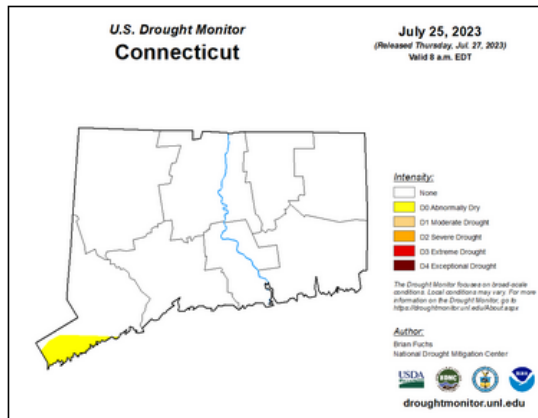 U.S. Drought Monitor
Connecticut
July 25, 2023
(Released Thursday, Jul. 27, 2023)
Valid 8 a.m. EDT
Intensity:
None
D0 Abnormally Dry
D1 Moderate Drought
D2 Severe Drought
D3 Extreme Drought
D4 Exceptional Drought
The Drought Monitor focuses on broad-scale
conditions. Local conditions may vary. For more
information on the Drought Monitor, go to
https://droughtmonitor.unl.edu/About.aspx
Author:
Brian Fuchs
National Drought Mitigation Center
USDA
NDMC
droughtmonitor.unl.edu